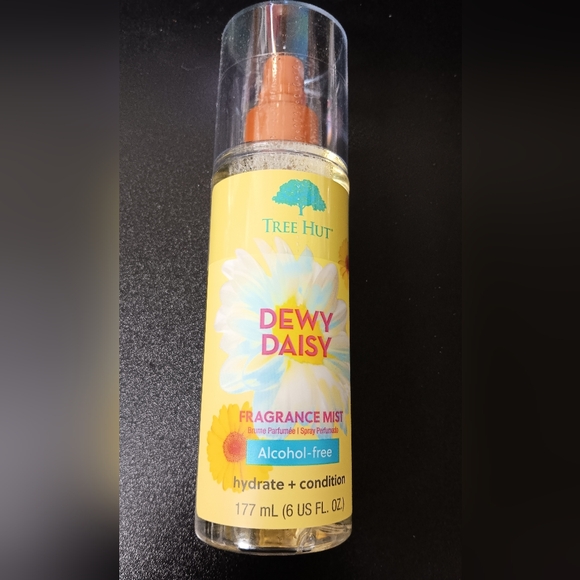 TREE HUT
DEWY
DAISY
FRAGRANCE MIST
Brume Parfumée | Spray Perfumado
Alcohol-free
hydrate + condition
177 mL (6 US FL. OZ.)